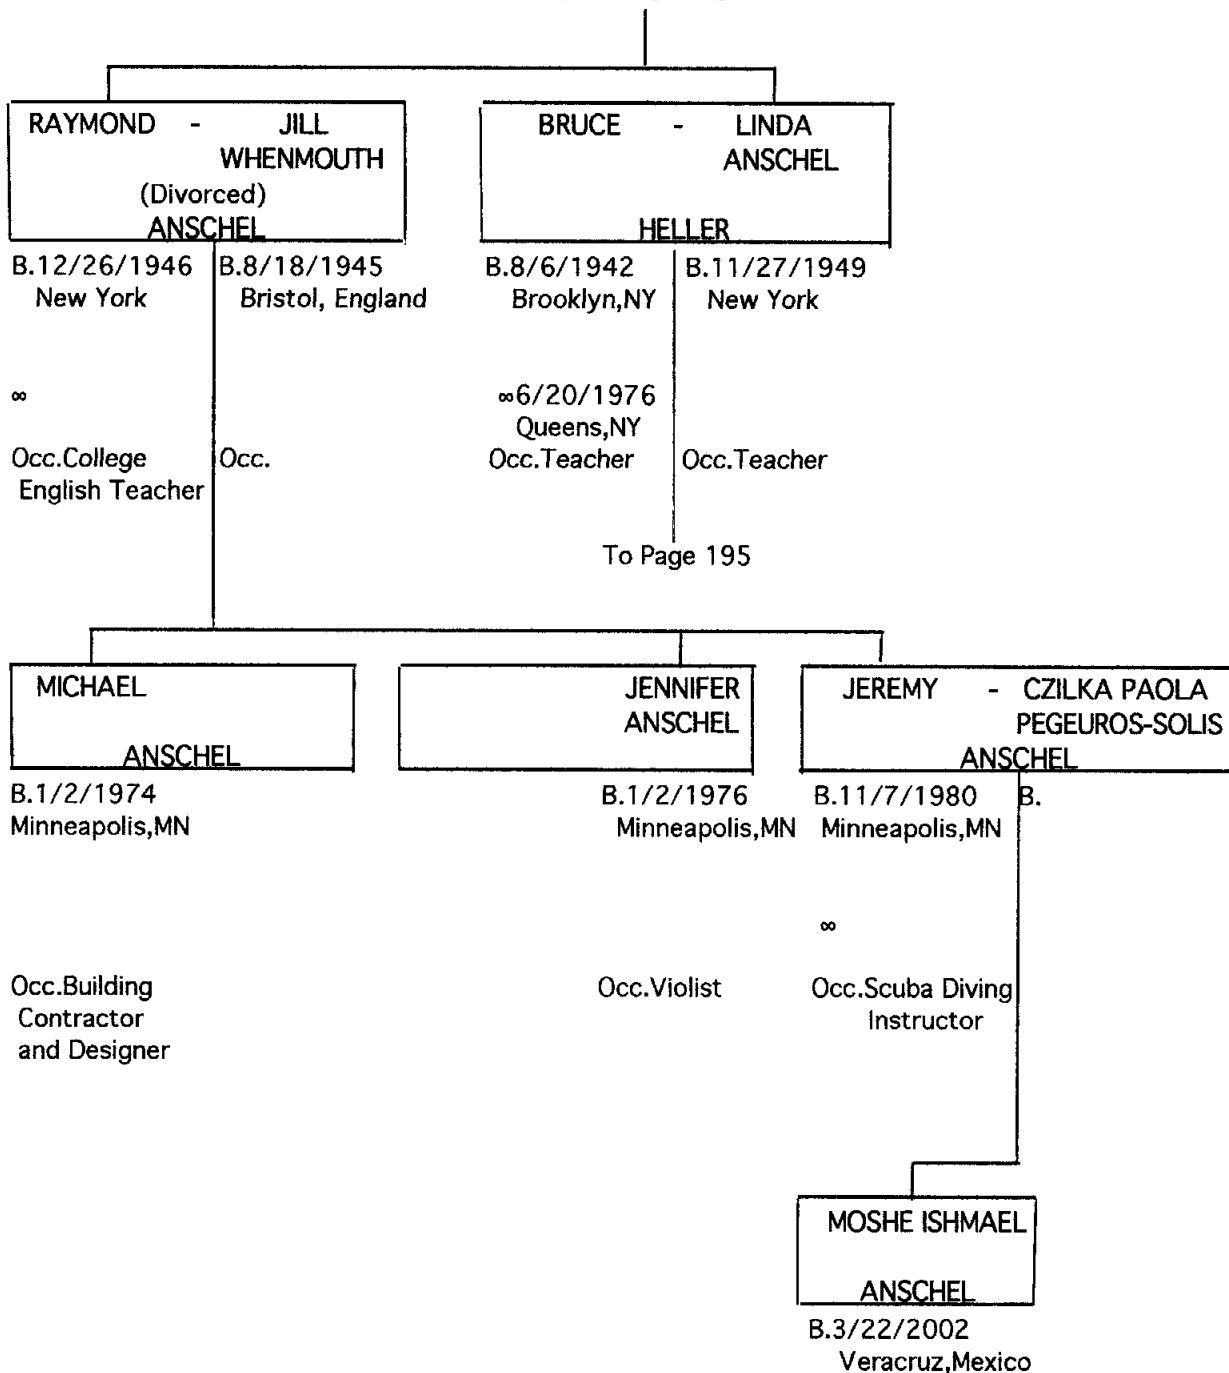 RAYMOND - JILL
WHENMOUTH
(Divorced)
ANSCHEL
B.12/26/1946 B.8/18/1945
New York Bristol, England
∞
Occ.College Occ.
English Teacher
BRUCE - LINDA
ANSCHEL
HELLER
B.8/6/1942 B.11/27/1949
Brooklyn,NY New York
∞6/20/1976
Queens,NY
Occ.Teacher Occ.Teacher
To Page 195
MICHAEL
ANSCHEL
B.1/2/1974
Minneapolis,MN
Occ.Building
Contractor
and Designer
JENNIFER
ANSCHEL
B.1/2/1976
Minneapolis,MN
Occ.Violist
JEREMY - CZILKA PAOLA
PEGEUROS-SOLIS
ANSCHEL
B.11/7/1980 B.
Minneapolis,MN
∞
Occ.Scuba Diving
Instructor
MOSHE ISHMAEL
ANSCHEL
B.3/22/2002
Veracruz,Mexico